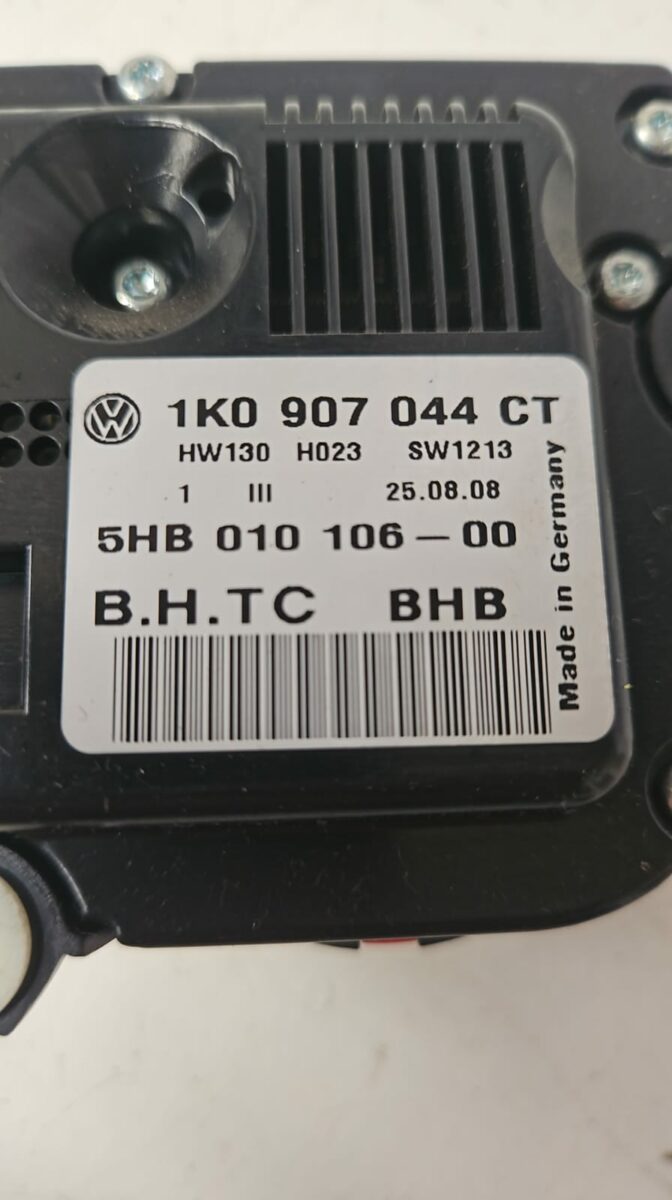 1K0 907 044 CT
HW130 H023 SW1213
1 III 25.08.08
5HB 010 106-00
B.H.TC BHB
Made in Germany